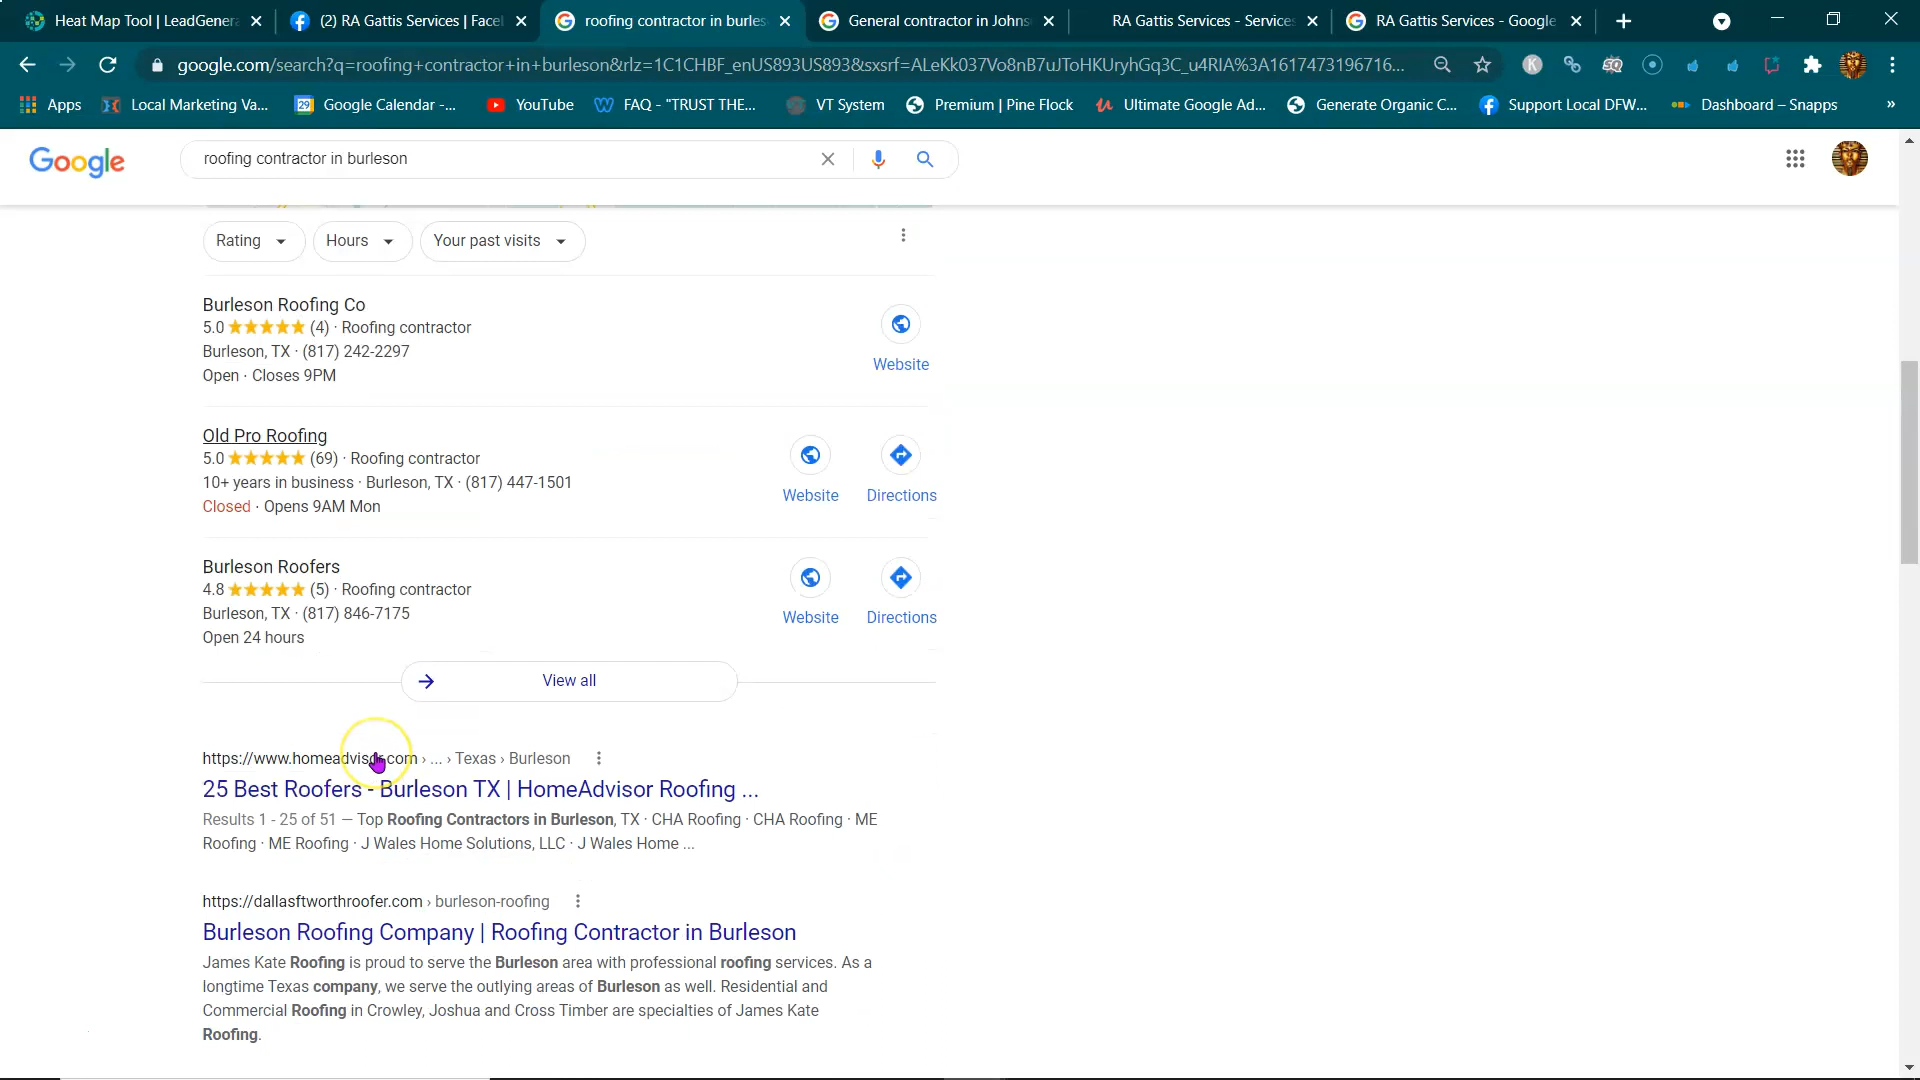 Heat Map Tool | LeadGenera
(2) RA Gattis Services | Facel
roofing contractor in burles
General contractor in Johns
RA Gattis Services - Services
RA Gattis Services - Google
google.com/search?q=roofing+contractor+in+burleson&rlz=1C1CHBF_enUS893US893&sxsrf=ALeKk037Vo8nB7uJToHKUryhGq3C_u4RIA%3A1617473196716...
Apps
Local Marketing Va...
29
Google Calendar -...
YouTube
FAQ - "TRUST THE...
VT System
Premium | Pine Flock
Ultimate Google Ad...
Generate Organic C...
Support Local DFW...
Dashboard – Snapps
»
Google
roofing contractor in burleson
Rating
Hours
Your past visits
Burleson Roofing Co
5.0 (4) · Roofing contractor
Burleson, TX · (817) 242-2297
Open · Closes 9PM
Website
Old Pro Roofing
5.0 (69) · Roofing contractor
10+ years in business · Burleson, TX · (817) 447-1501
Closed · Opens 9AM Mon
Website
Directions
Burleson Roofers
4.8 (5) · Roofing contractor
Burleson, TX · (817) 846-7175
Open 24 hours
Website
Directions
View all
https://www.homeadvisor.com › ... › Texas › Burleson
25 Best Roofers - Burleson TX | HomeAdvisor Roofing ...
Results 1 - 25 of 51 — Top Roofing Contractors in Burleson, TX · CHA Roofing · CHA Roofing · ME
Roofing · ME Roofing · J Wales Home Solutions, LLC · J Wales Home ...
https://dallasftworthroofer.com › burleson-roofing
Burleson Roofing Company | Roofing Contractor in Burleson
James Kate Roofing is proud to serve the Burleson area with professional roofing services. As a
longtime Texas company, we serve the outlying areas of Burleson as well. Residential and
Commercial Roofing in Crowley, Joshua and Cross Timber are specialties of James Kate
Roofing.